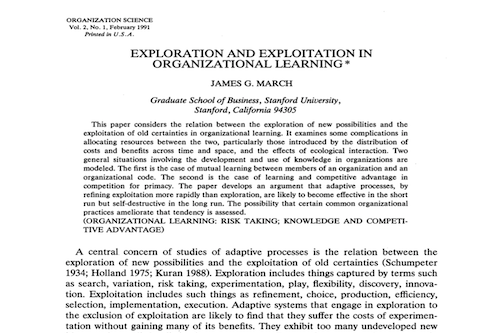 ORGANIZATION SCIENCE
Vol. 2, No. 1, February 1991
Printed in U.S.A.
EXPLORATION AND EXPLOITATION IN
ORGANIZATIONAL LEARNING*
JAMES G. MARCH
Graduate School of Business, Stanford University,
Stanford, California 94305
This paper considers the relation between the exploration of new possibilities and the
exploitation of old certainties in organizational learning. It examines some complications in
allocating resources between the two, particularly those introduced by the distribution of
costs and benefits across time and space, and the effects of ecological interaction. Two
general situations involving the development and use of knowledge in organizations are
modeled. The first is the case of mutual learning between members of an organization and an
organizational code. The second is the case of learning and competitive advantage in
competition for primacy. The paper develops an argument that adaptive processes, by
refining exploitation more rapidly than exploration, are likely to become effective in the short
run but self-destructive in the long run. The possibility that certain common organizational
practices ameliorate that tendency is assessed.
(ORGANIZATIONAL LEARNING; RISK TAKING; KNOWLEDGE AND COMPETI-
TIVE ADVANTAGE)
A central concern of studies of adaptive processes is the relation between the
exploration of new possibilities and the exploitation of old certainties (Schumpeter
1934; Holland 1975; Kuran 1988). Exploration includes things captured by terms such
as search, variation, risk taking, experimentation, play, flexibility, discovery, innova-
tion. Exploitation includes such things as refinement, choice, production, efficiency,
selection, implementation, execution. Adaptive systems that engage in exploration to
the exclusion of exploitation are likely to find that they suffer the costs of experimen-
tation without gaining many of its benefits. They exhibit too many undeveloped new